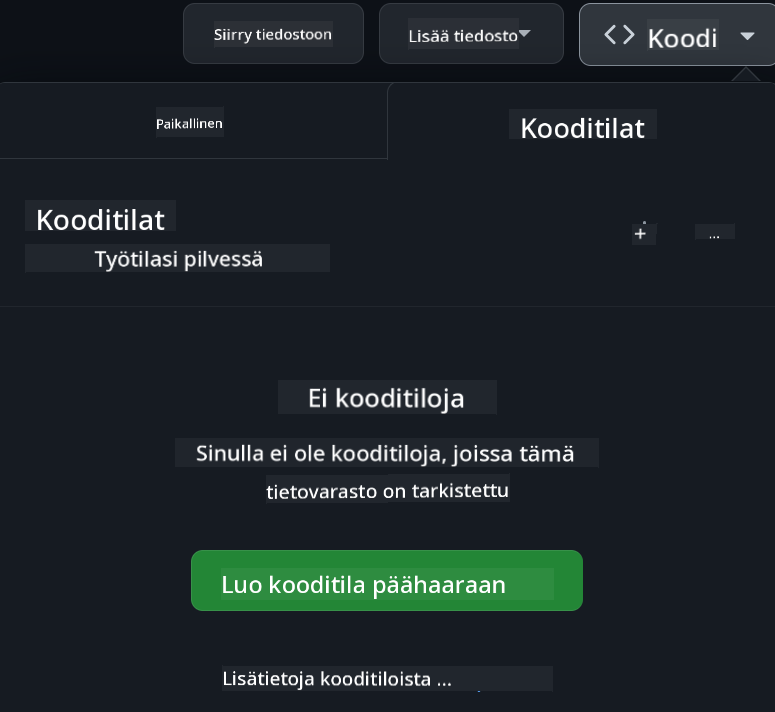 Siirry tiedostoon
Lisää tiedosto
Koodi
Paikallinen
Kooditilat
Kooditilat
+
...
Työtilasi pilvessä
Ei kooditiloja
Sinulla ei ole kooditiloja, joissa tämä
tietovarasto on tarkistettu
Luo kooditila päähaaraan
Lisätietoja kooditiloista ...